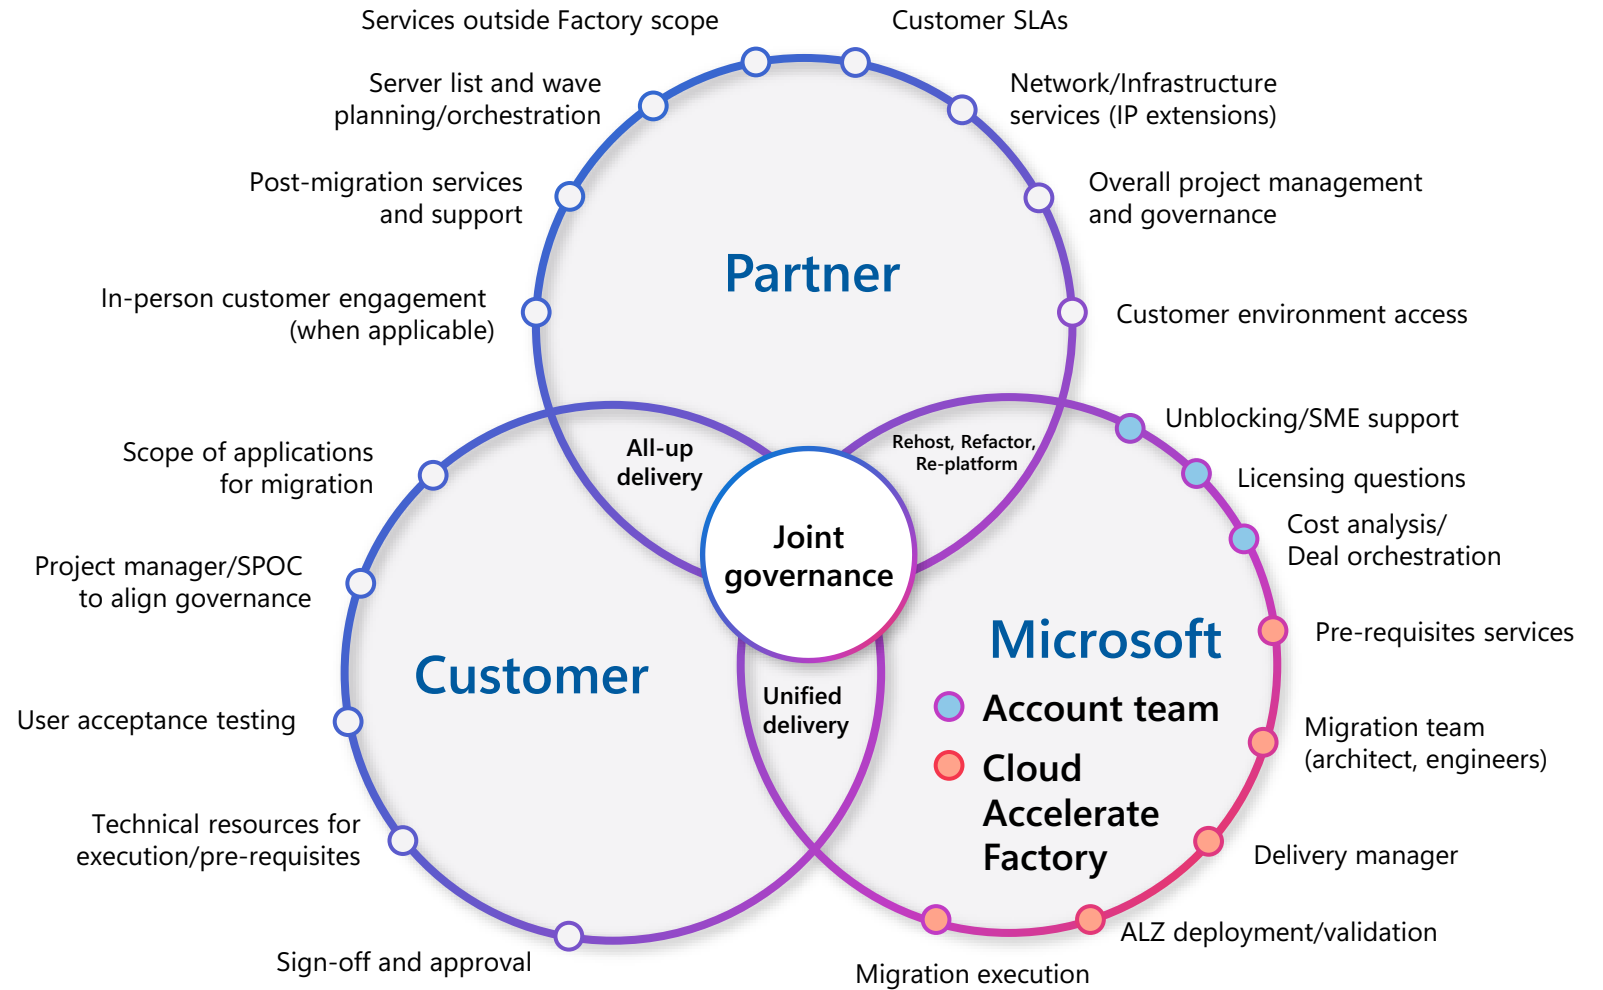 Services outside Factory scope
Customer SLAs
Server list and wave
planning/orchestration
Network/Infrastructure
services (IP extensions)
Post-migration services
and support
Overall project management
and governance
Partner
In-person customer engagement
(when applicable)
Customer environment access
Scope of applications
for migration
All-up
delivery
Rehost, Refactor,
Re-platform
Unblocking/SME support
Licensing questions
Cost analysis/
Deal orchestration
Joint
governance
Project manager/SPOC
to align governance
Customer
Microsoft
Pre-requisites services
User acceptance testing
Unified
delivery
Account team
Cloud
Accelerate
Factory
Migration team
(architect, engineers)
Technical resources for
execution/pre-requisites
Delivery manager
ALZ deployment/validation
Sign-off and approval
Migration execution